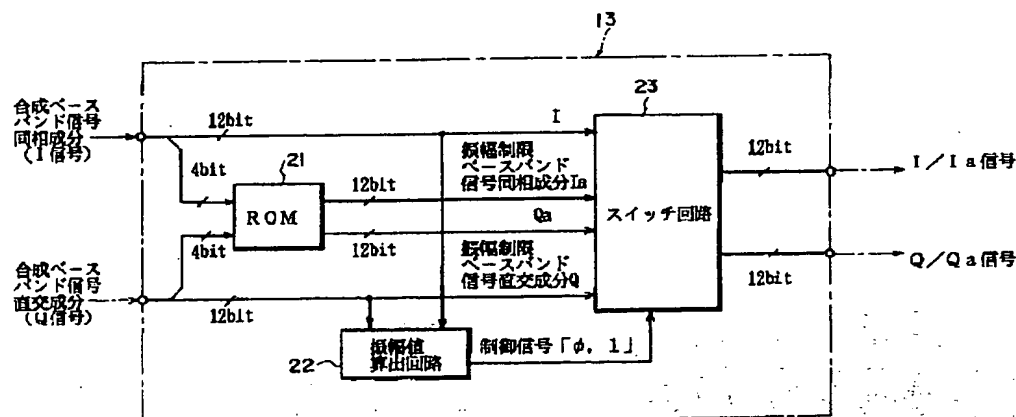 13
合成ベース
バンド信号
同相成分
(I信号)
12bit
4bit
21
ROM
12bit
12bit
4bit
I
振幅制限
ベースバンド
信号同相成分Ia
Qa
振幅制限
ベースバンド
信号直交成分Q
23
スイッチ回路
12bit
I/Ia信号
12bit
Q/Qa信号
合成ベース
バンド信号
直交成分
(Q信号)
12bit
22
振幅値
算出回路
制御信号「φ,1」